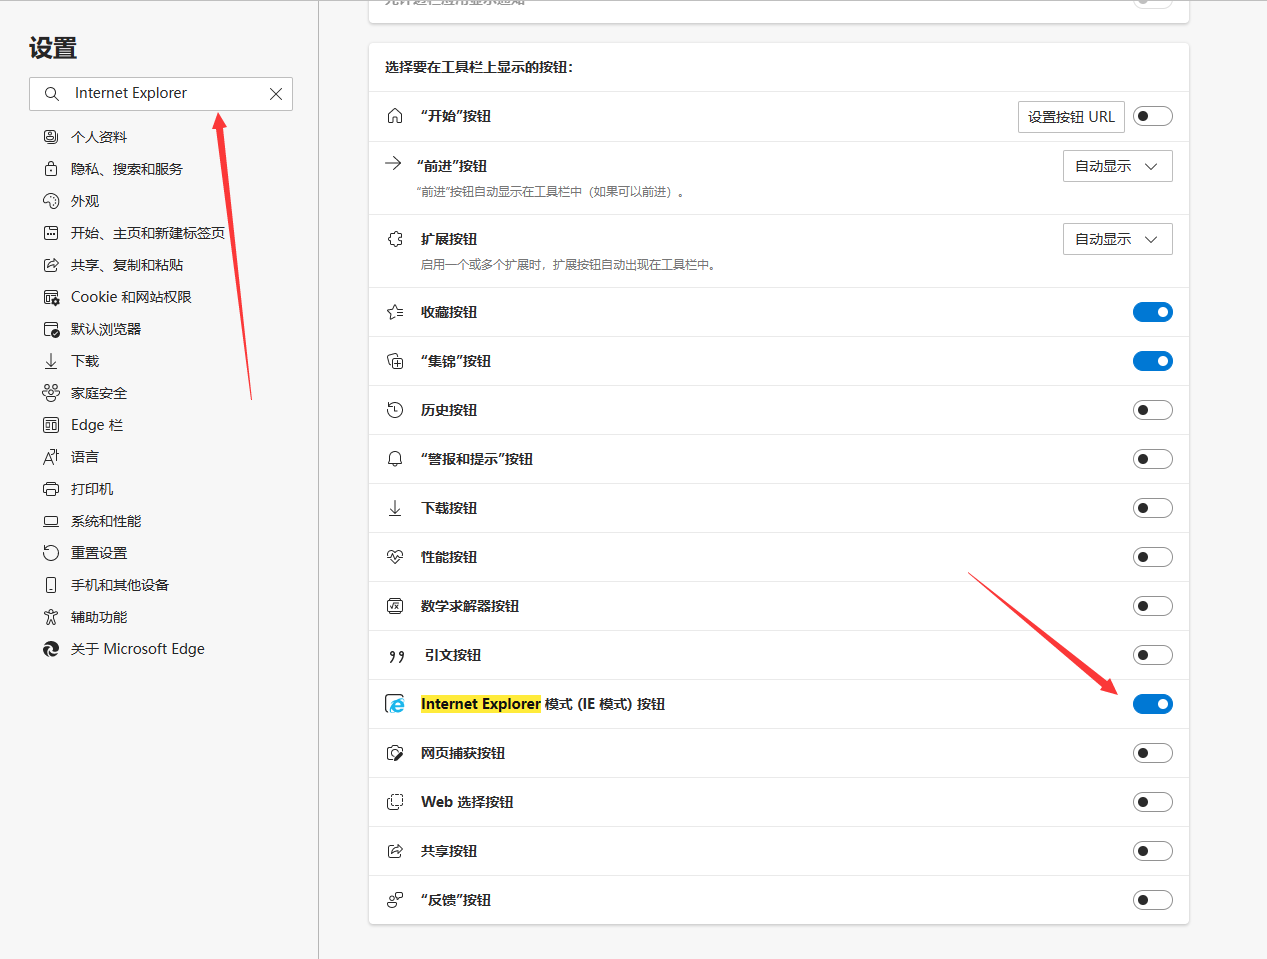 允许边栏应用显示通知
设置
Internet Explorer
个人资料
隐私、搜索和服务
外观
开始、主页和新建标签页
共享、复制和粘贴
Cookie 和网站权限
默认浏览器
下载
家庭安全
Edge 栏
语言
打印机
系统和性能
重置设置
手机和其他设备
辅助功能
关于 Microsoft Edge
选择要在工具栏上显示的按钮：
“开始”按钮
设置按钮 URL
“前进”按钮
自动显示
“前进”按钮自动显示在工具栏中（如果可以前进）。
扩展按钮
自动显示
启用一个或多个扩展时，扩展按钮自动出现在工具栏中。
收藏按钮
“集锦”按钮
历史按钮
“警报和提示”按钮
下载按钮
性能按钮
数学求解器按钮
引文按钮
Internet Explorer 模式 (IE 模式) 按钮
网页捕获按钮
Web 选择按钮
共享按钮
“反馈”按钮